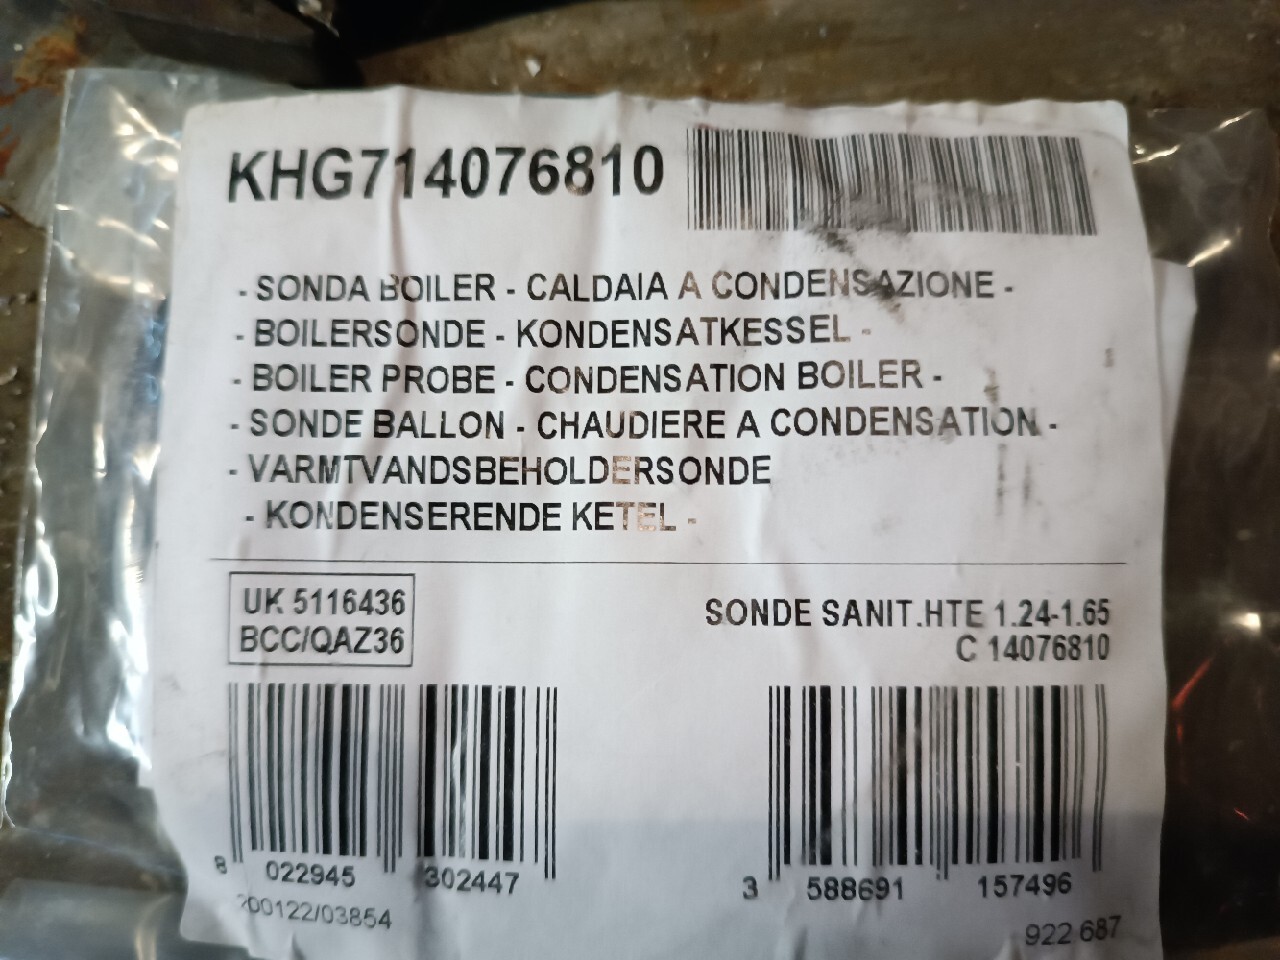 KHG714076810
- SONDA BOILER - CALDAIA A CONDENSAZIONE -
- BOILERSONDE - KONDENSATKESSEL -
- BOILER PROBE - CONDENSATION BOILER -
- SONDE BALLON - CHAUDIERE A CONDENSATION -
- VARMTVANDSBEHOLDERSONDE
- KONDENSERENDE KETEL -
UK 5116436
BCC/QAZ36
SONDE SANIT.HTE 1.24-1.65
C 14076810
8 022945 302447
3 588691 157496
200122/03854
922 687